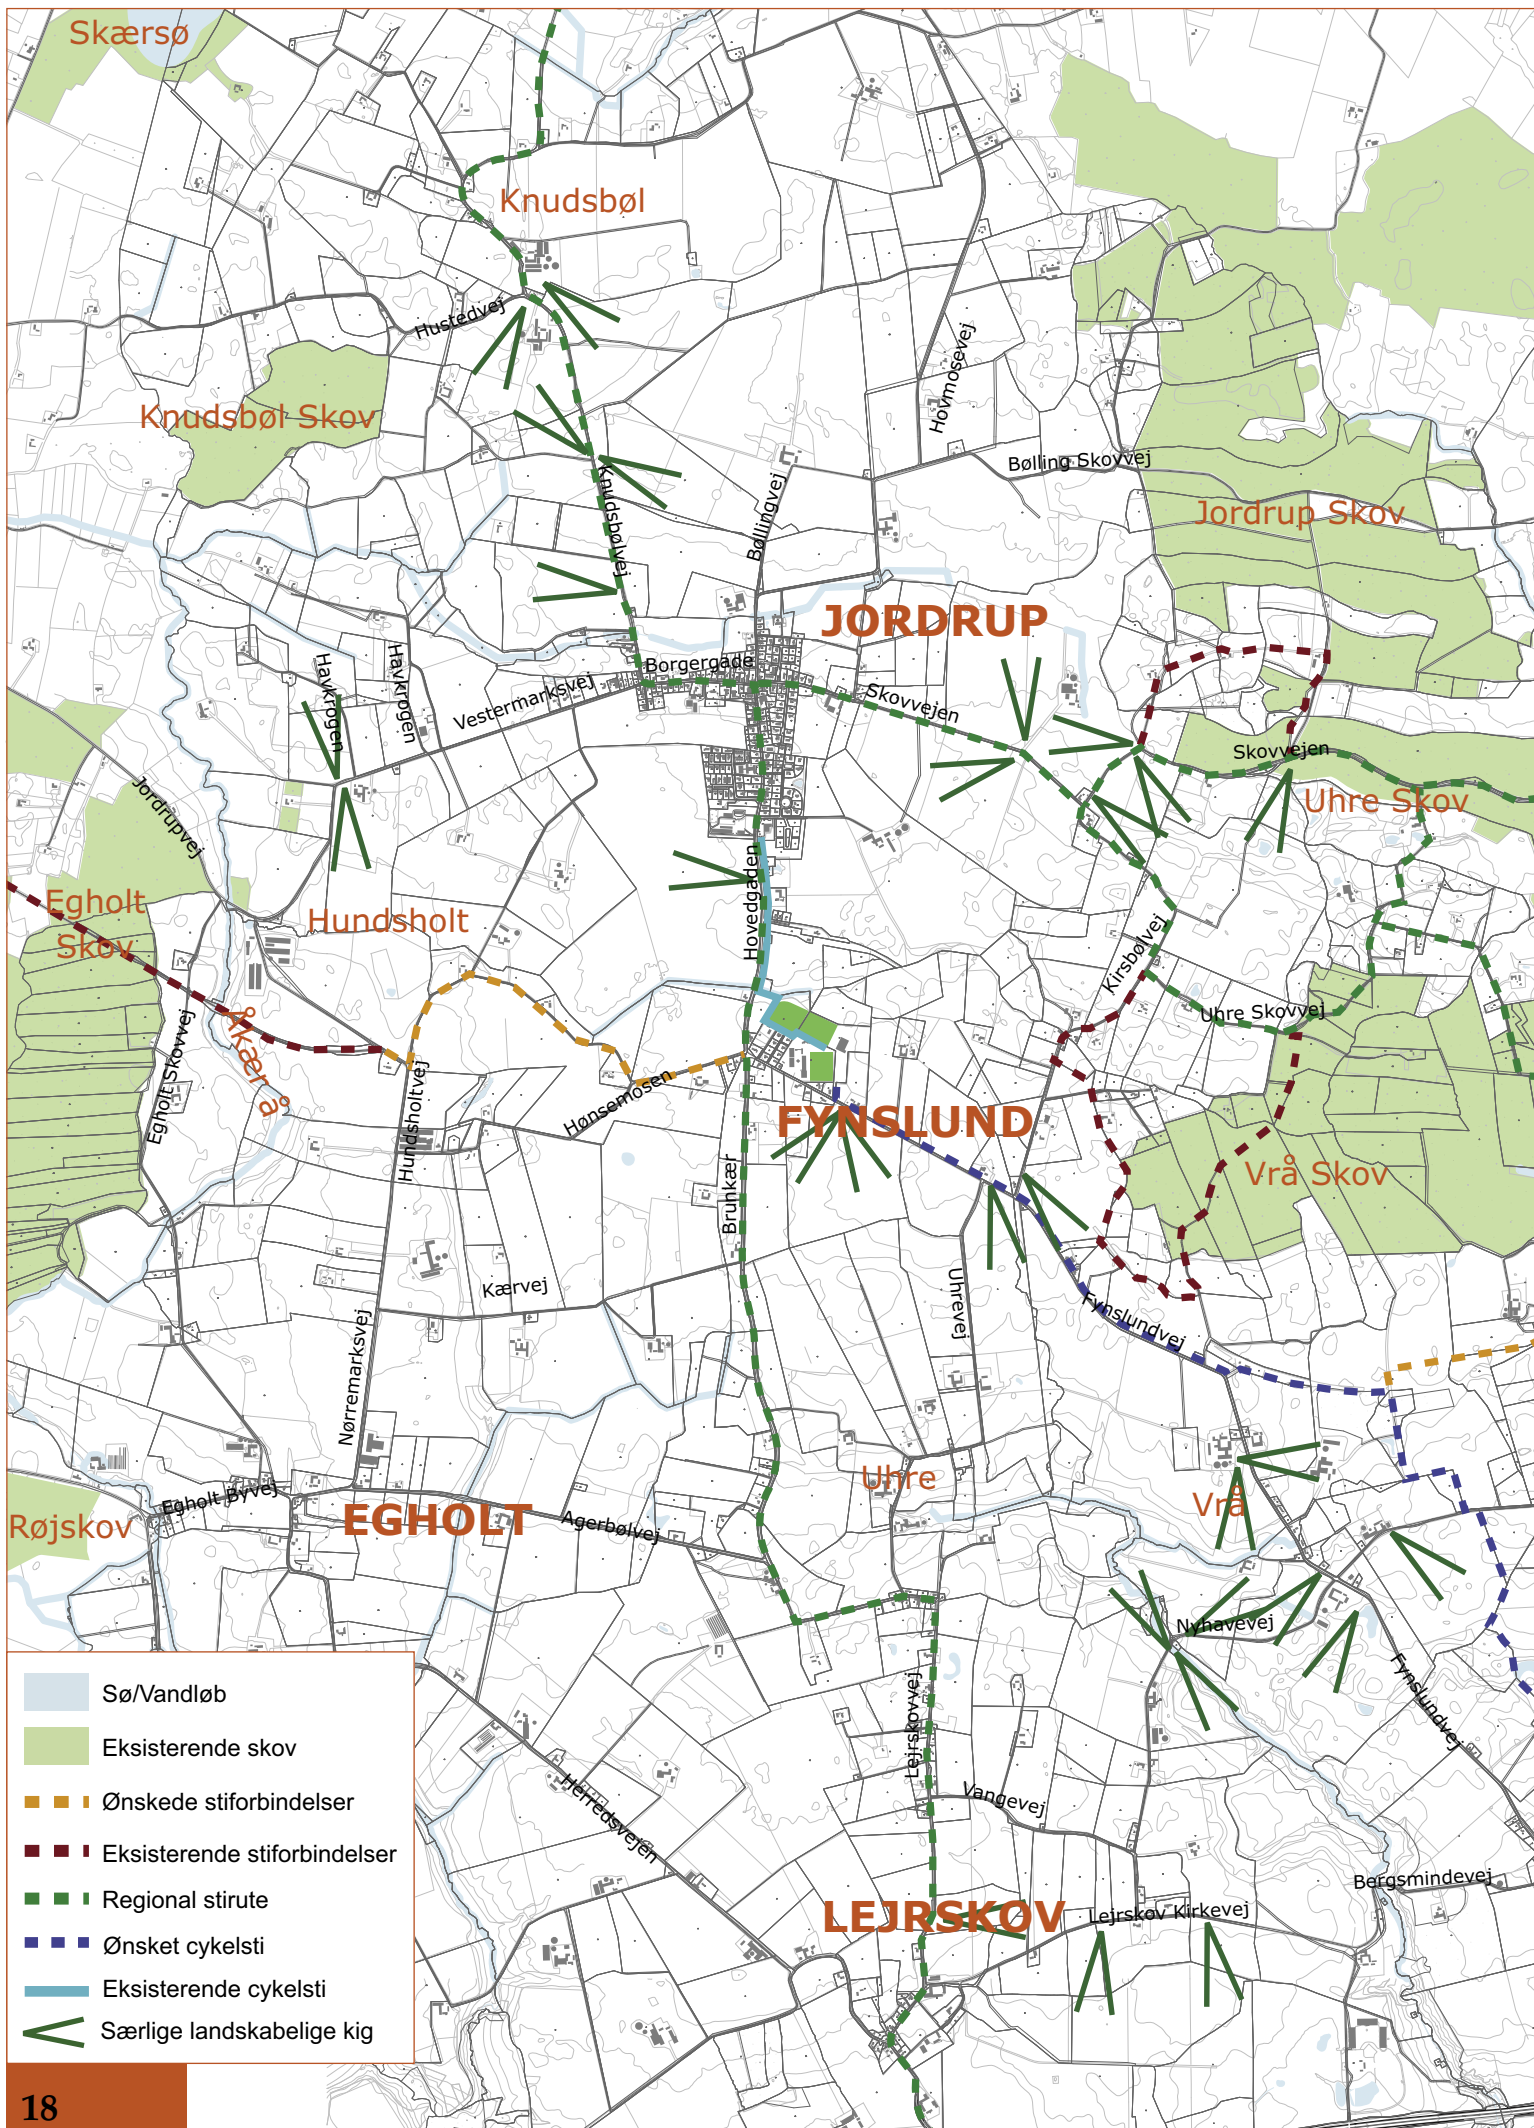 Skærsø
Knudsbøl
Hustedvej
Hovmosevej
Knudsbøl Skov
Bølling Skovvej
Knudsbølvej
Bøllingvej
Jordrup Skov
JORDRUP
Borgergade
Havkrogen
Havkrogen
Vestermarksvej
Skovvejen
Skovvejen
Uhre Skov
Jordrupvej
Hovedgaden
Egholt
Skov
Hundsholt
Kirsbølvej
Uhre Skovvej
Åkær å
Egholt Skovvej
Hundsholtvej
Hønsemosen
FYNSLUND
Vrå Skov
Brunkær
Kærvej
Uhrevej
Fynslundvej
Nørremarksvej
Uhre
Vrå
Egholt Byvej
EGHOLT
Agerbølvej
Røjskov
Nyhavevej
Fynslundvej
Lejrskovvej
Herredsvejen
Vangevej
Bergsmindevej
LEJRSKOV
Lejrskov Kirkevej
Sø/Vandløb
Eksisterende skov
Ønskede stiforbindelser
Eksisterende stiforbindelser
Regional stirute
Ønsket cykelsti
Eksisterende cykelsti
Særlige landskabelige kig
18